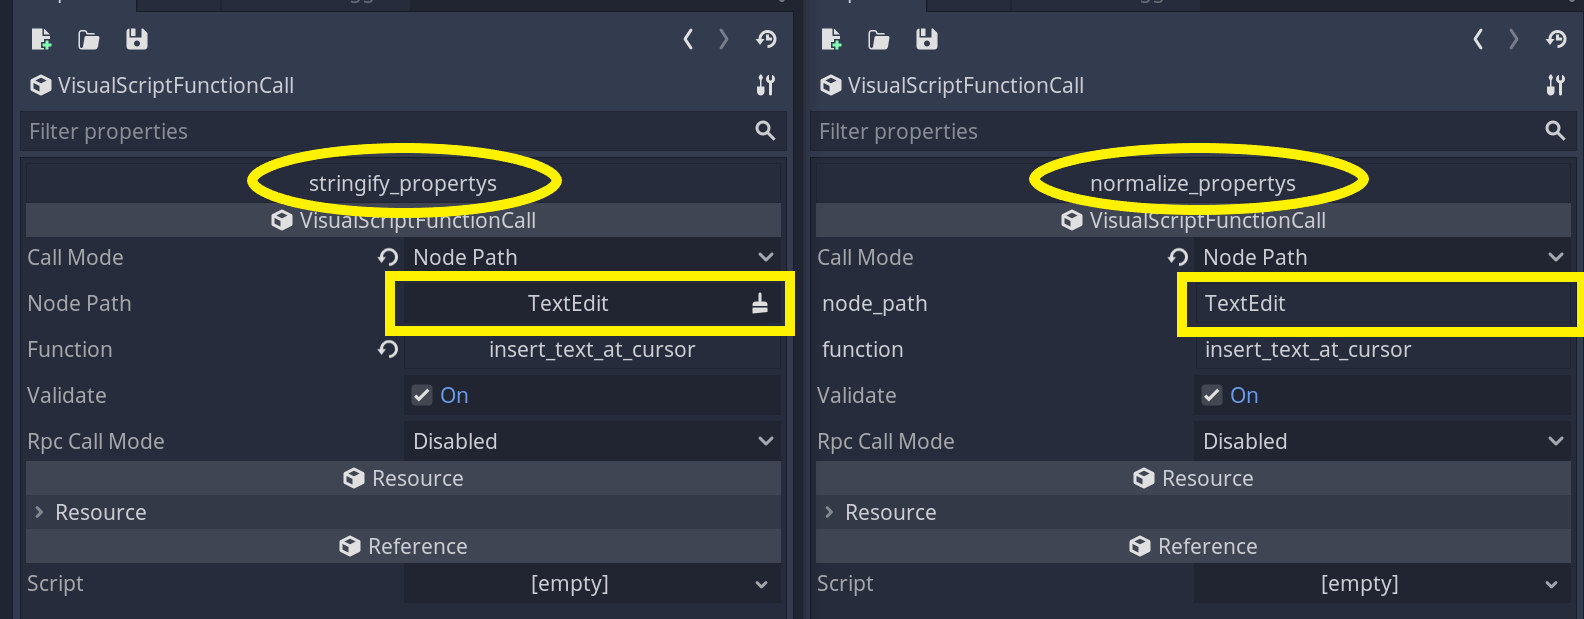 VisualScriptFunctionCall
Filter properties
stringify_propertys
VisualScriptFunctionCall
Call Mode Node Path
Node Path TextEdit
Function insert_text_at_cursor
Validate On
Rpc Call Mode Disabled
Resource
Resource
Reference
Script [empty]
VisualScriptFunctionCall
Filter properties
normalize_propertys
VisualScriptFunctionCall
Call Mode Node Path
node_path TextEdit
function insert_text_at_cursor
Validate On
Rpc Call Mode Disabled
Resource
Resource
Reference
Script [empty]